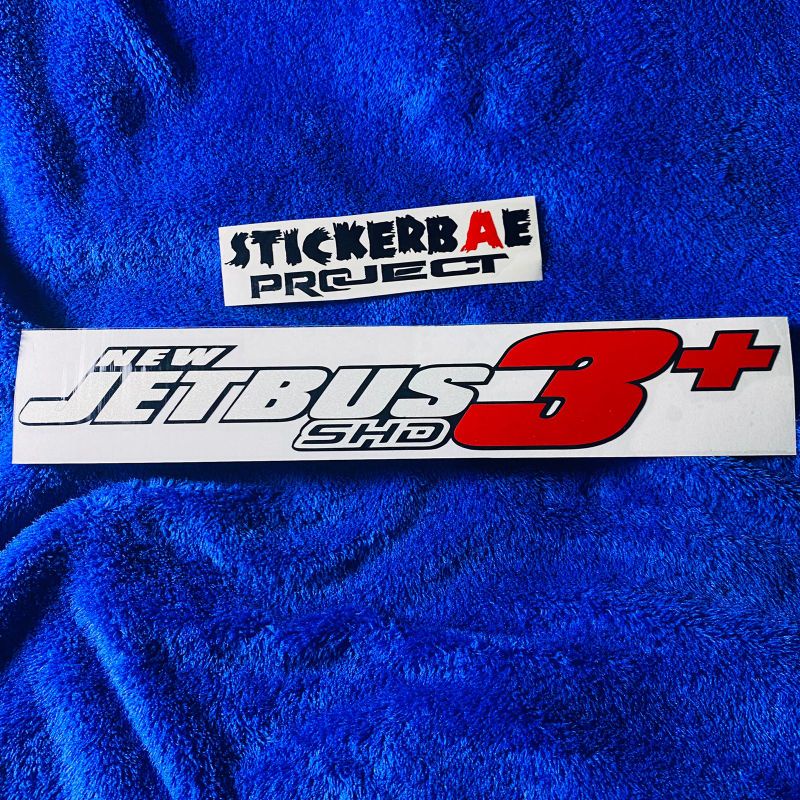 STICKERBAE
PROJECT
NEW
JETBUS 3+
SHD